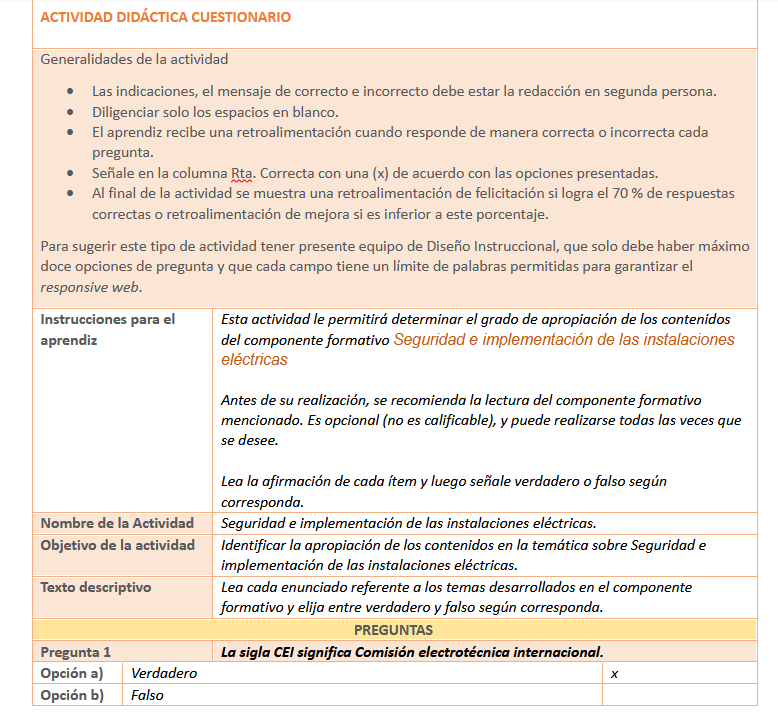 ACTIVIDAD DIDÁCTICA CUESTIONARIO
Generalidades de la actividad
• Las indicaciones, el mensaje de correcto e incorrecto debe estar la redacción en segunda persona.
• Diligenciar solo los espacios en blanco.
• El aprendiz recibe una retroalimentación cuando responde de manera correcta o incorrecta cada
pregunta.
• Señale en la columna Rta. Correcta con una (x) de acuerdo con las opciones presentadas.
• Al final de la actividad se muestra una retroalimentación de felicitación si logra el 70 % de respuestas
correctas o retroalimentación de mejora si es inferior a este porcentaje.
Para sugerir este tipo de actividad tener presente equipo de Diseño Instruccional, que solo debe haber máximo
doce opciones de pregunta y que cada campo tiene un límite de palabras permitidas para garantizar el
responsive web.
Instrucciones para el
aprendiz
Esta actividad le permitirá determinar el grado de apropiación de los contenidos
del componente formativo Seguridad e implementación de las instalaciones
eléctricas
Antes de su realización, se recomienda la lectura del componente formativo
mencionado. Es opcional (no es calificable), y puede realizarse todas las veces que
se desee.
Lea la afirmación de cada ítem y luego señale verdadero o falso según
corresponda.
Nombre de la Actividad Seguridad e implementación de las instalaciones eléctricas.
Objetivo de la actividad Identificar la apropiación de los contenidos en la temática sobre Seguridad e
implementación de las instalaciones eléctricas.
Texto descriptivo Lea cada enunciado referente a los temas desarrollados en el componente
formativo y elija entre verdadero y falso según corresponda.
PREGUNTAS
Pregunta 1 La sigla CEI significa Comisión electrotécnica internacional.
Opción a) Verdadero x
Opción b) Falso